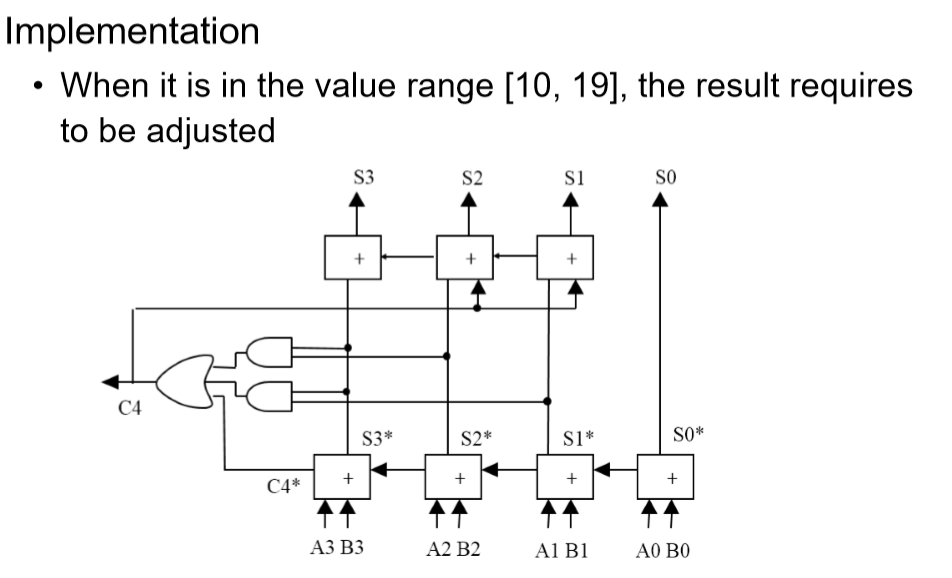 Implementation
• When it is in the value range [10, 19], the result requires
to be adjusted
S3 S2 S1 S0
+ + +
C4
S3* S2* S1* S0*
C4* + + + +
A3 B3 A2 B2 A1 B1 A0 B0